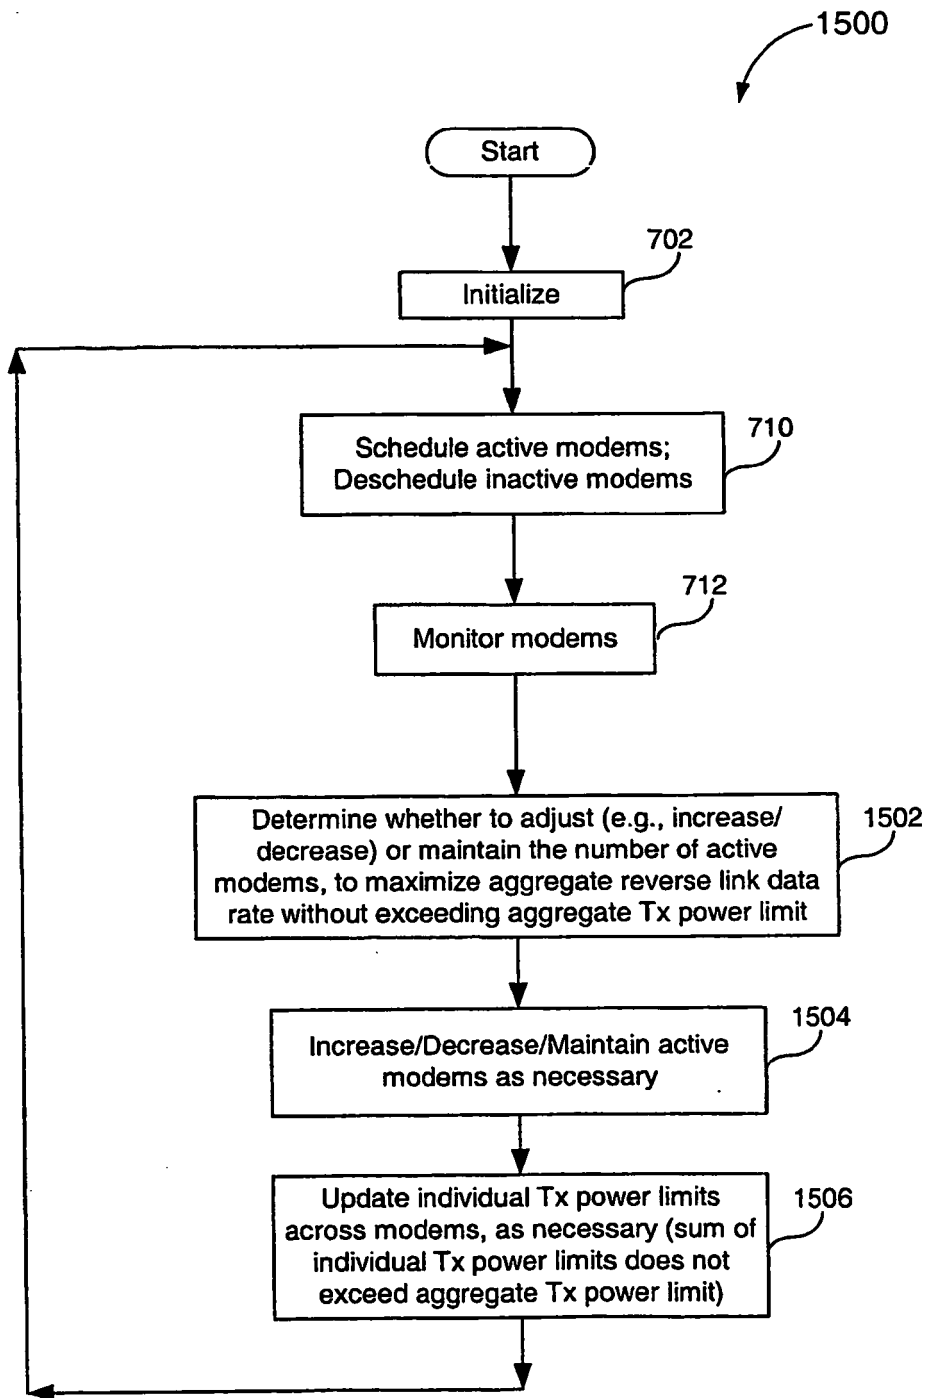 1500
Start
702
Initialize
710
Schedule active modems;
Deschedule inactive modems
712
Monitor modems
1502
Determine whether to adjust (e.g., increase/
decrease) or maintain the number of active
modems, to maximize aggregate reverse link data
rate without exceeding aggregate Tx power limit
1504
Increase/Decrease/Maintain active
modems as necessary
1506
Update individual Tx power limits
across modems, as necessary (sum of
individual Tx power limits does not
exceed aggregate Tx power limit)